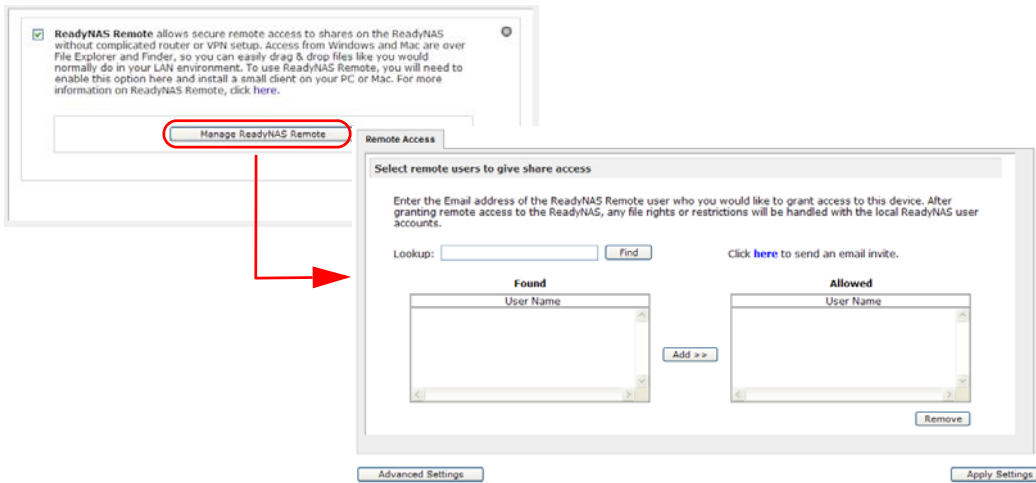 ReadyNAS Remote allows secure remote access to shares on the ReadyNAS
without complicated router or VPN setup. Access from Windows and Mac are over
File Explorer and Finder, so you can easily drag & drop files like you would
normally do in your LAN environment. To use ReadyNAS Remote, you will need to
enable this option here and install a small client on your PC or Mac. For more
information on ReadyNAS Remote, click here.
Manage ReadyNAS Remote
Remote Access
Select remote users to give share access
Enter the Email address of the ReadyNAS Remote user who you would like to grant access to this device. After
granting remote access to the ReadyNAS, any file rights or restrictions will be handled with the local ReadyNAS user
accounts.
Lookup:
Find
Click here to send an email invite.
Found
Allowed
User Name
User Name
Add >>
Remove
Advanced Settings
Apply Settings